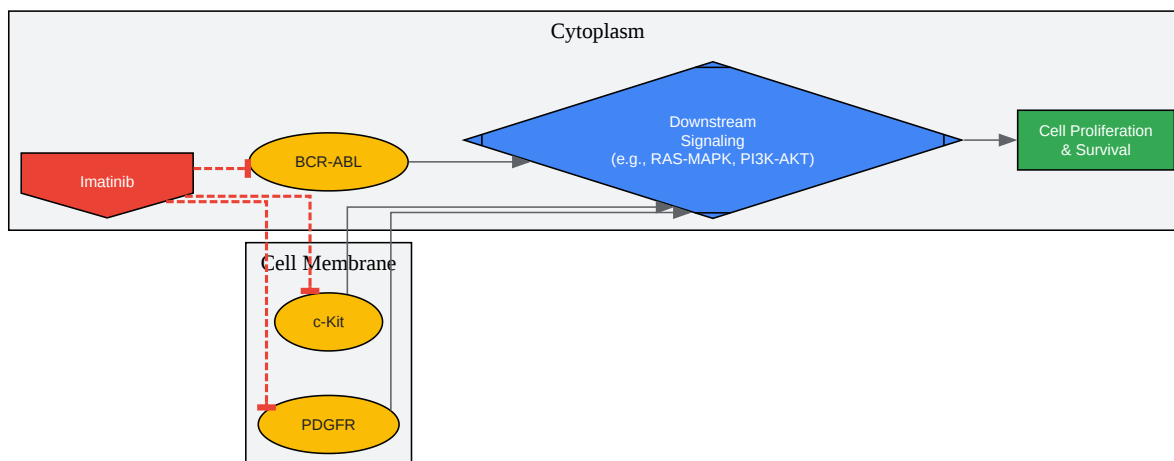 Cytoplasm
Downstream
Signaling
(e.g., RAS-MAPK, PI3K-AKT)
Cell Proliferation
& Survival
BCR-ABL
Imatinib
Cell Membrane
c-Kit
PDGFR